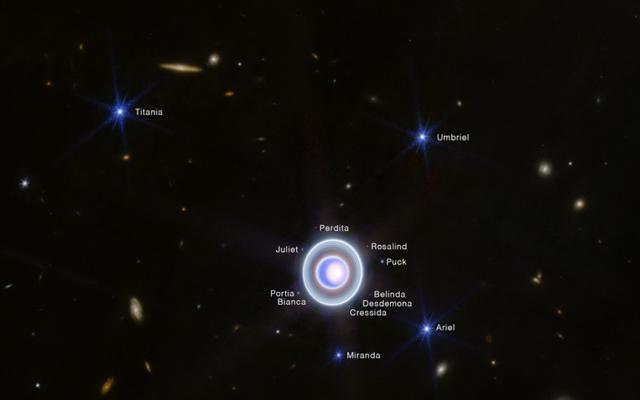 Titania
Umbriel
Perdita
Juliet
Rosalind
Puck
Portia
Belinda
Bianca
Desdemona
Cressida
Ariel
Miranda